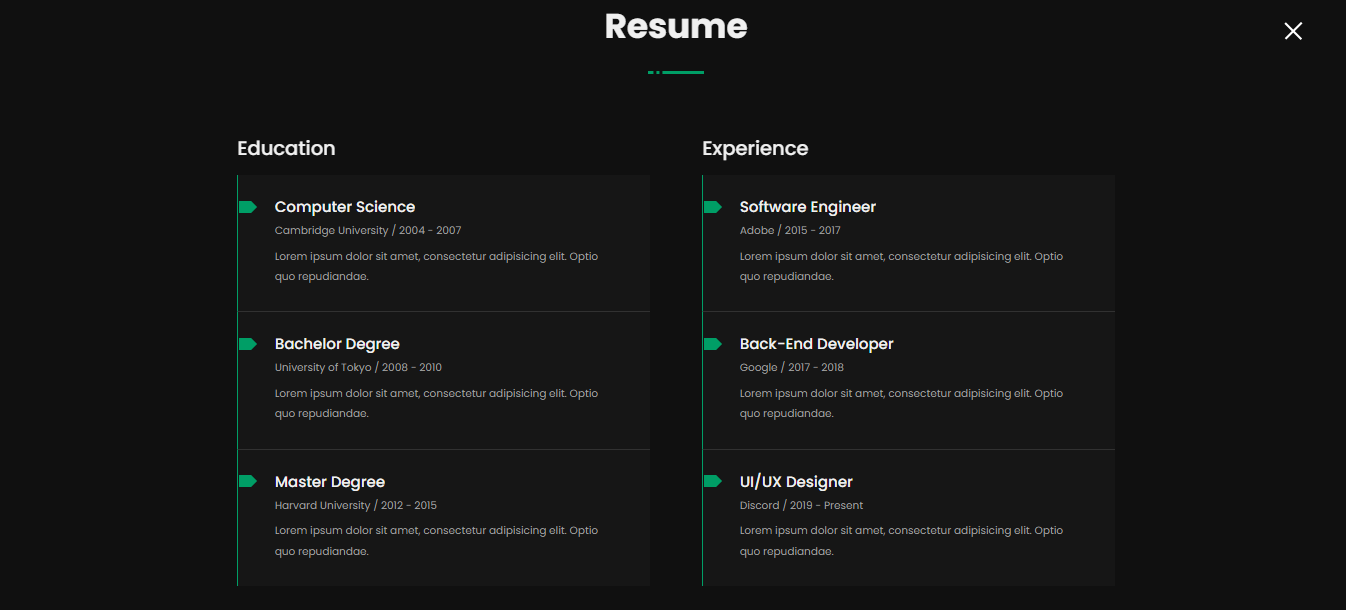 Resume
Education
Computer Science
Cambridge University / 2004 - 2007
Lorem ipsum dolor sit amet, consectetur adipisicing elit. Optio
quo repudiandae.
Bachelor Degree
University of Tokyo / 2008 - 2010
Lorem ipsum dolor sit amet, consectetur adipisicing elit. Optio
quo repudiandae.
Master Degree
Harvard University / 2012 - 2015
Lorem ipsum dolor sit amet, consectetur adipisicing elit. Optio
quo repudiandae.
Experience
Software Engineer
Adobe / 2015 - 2017
Lorem ipsum dolor sit amet, consectetur adipisicing elit. Optio
quo repudiandae.
Back-End Developer
Google / 2017 - 2018
Lorem ipsum dolor sit amet, consectetur adipisicing elit. Optio
quo repudiandae.
UI/UX Designer
Discord / 2019 - Present
Lorem ipsum dolor sit amet, consectetur adipisicing elit. Optio
quo repudiandae.